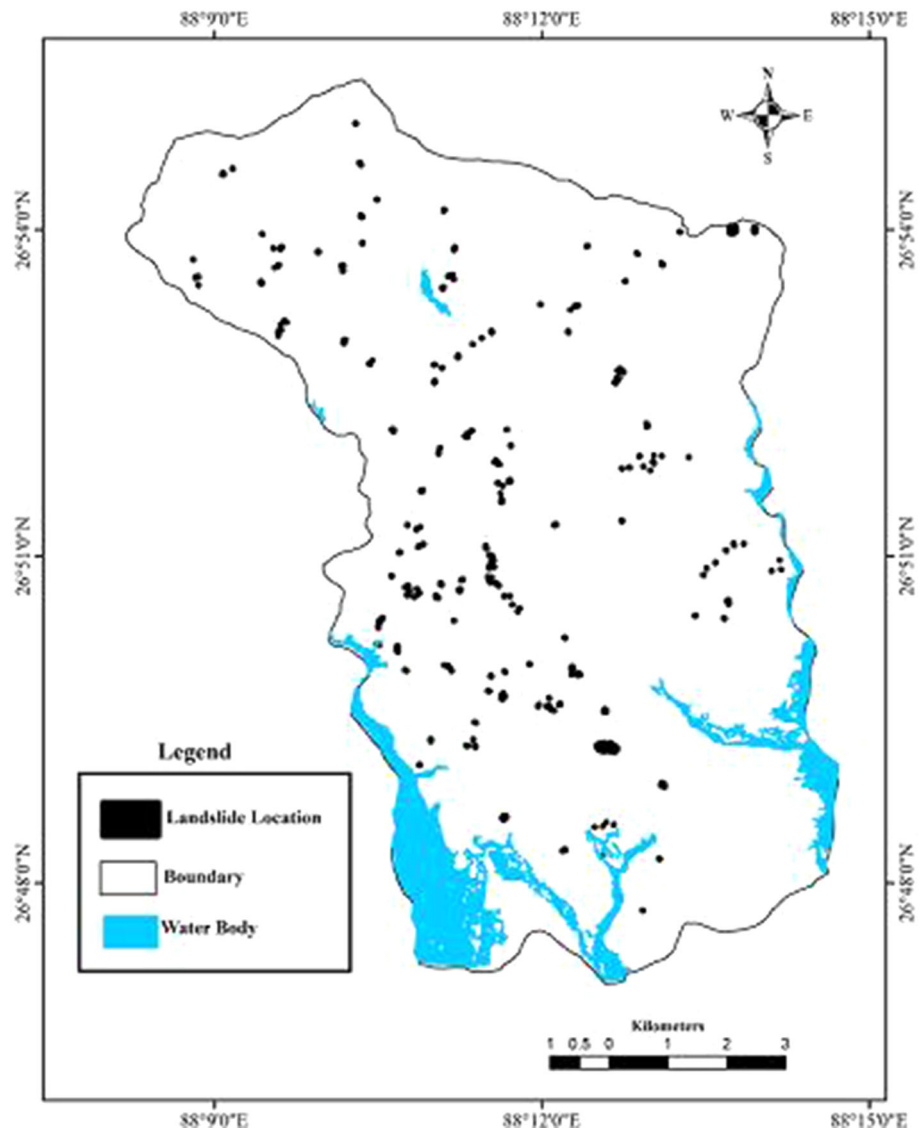 88°9'0"E 88°12'0"E 88°15'0"E
N
W E
S
26°54'0"N 26°54'0"N
26°51'0"N 26°51'0"N
Legend
Landslide Location
Boundary
Water Body
26°48'0"N 26°48'0"N
Kilometers
1 0.5 0 1 2 3
88°9'0"E 88°12'0"E 88°15'0"E